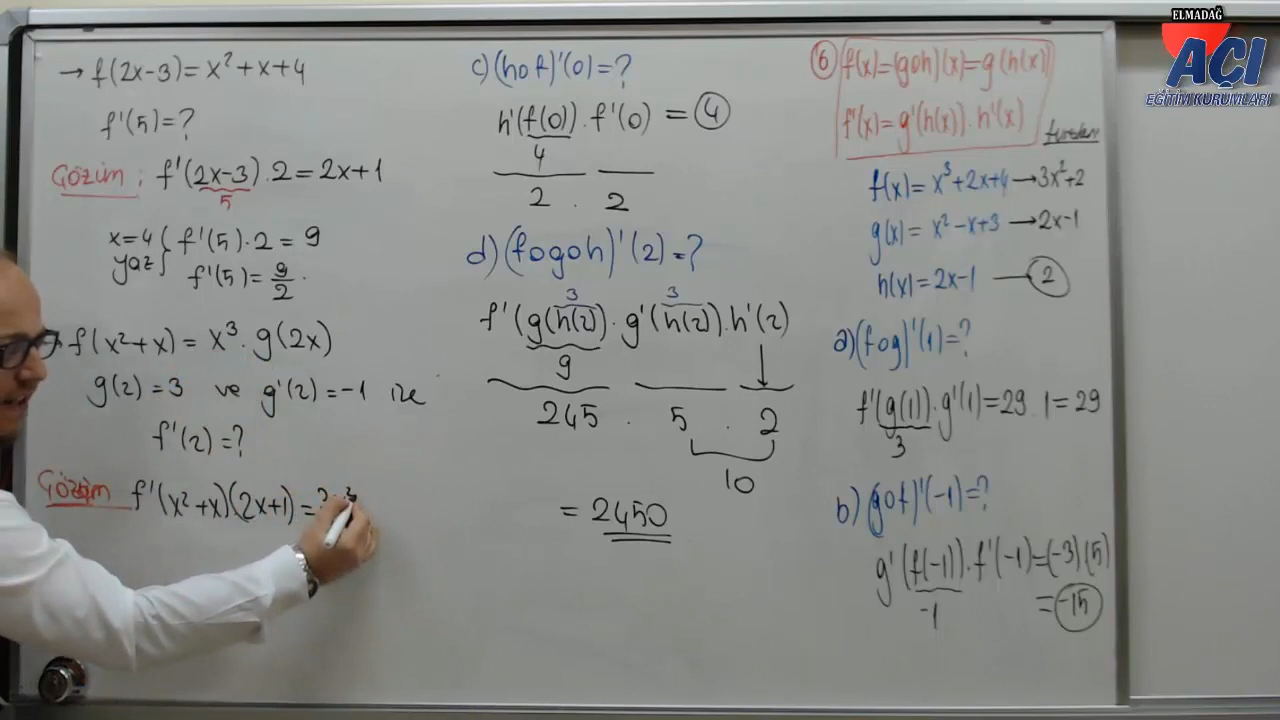 → f(2x-3) = x² + x + 4
f'(5) = ?
Çözüm : f'(2x-3) . 2 = 2x + 1
5
x=4 yaz { f'(5) . 2 = 9
f'(5) = 9/2 .
f(x²+x) = x³ . g(2x)
g(2) = 3 ve g'(2) = -1 ise
f'(2) = ?
Çözüm f'(x²+x)(2x+1) =
c) (hof)'(0) = ?
h'(f(0)) . f'(0) = 4
4
2 . 2
d) (fogoh)'(2) = ?
3 3
f'(g(h(2)) . g'(h(2)) . h'(2)
9
245 . 5 . 2
10
= 2450
6) f(x) = (goh)(x) = g(h(x))
f'(x) = g'(h(x)) . h'(x)
f(x) = x³+2x+4 → 3x²+2
g(x) = x²-x+3 → 2x-1
h(x) = 2x-1 — 2
a) (fog)'(1) = ?
f'(g(1)) . g'(1) = 29 . 1 = 29
3
b) (gof)'(-1) = ?
g'(f(-1)) . f'(-1) = (-3)(5)
-1
= -15
ELMADAĞ
AÇI
EĞİTİM KURUMLARI